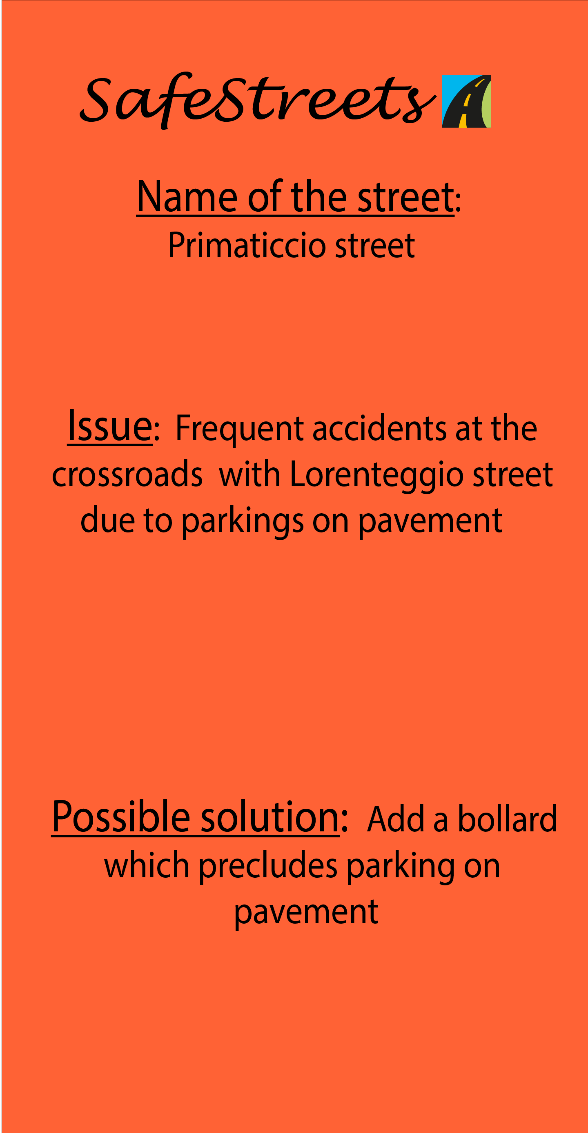 SafeStreets
Name of the street:
Primaticcio street
Issue: Frequent accidents at the
crossroads with Lorenteggio street
due to parkings on pavement
Possible solution: Add a bollard
which precludes parking on
pavement